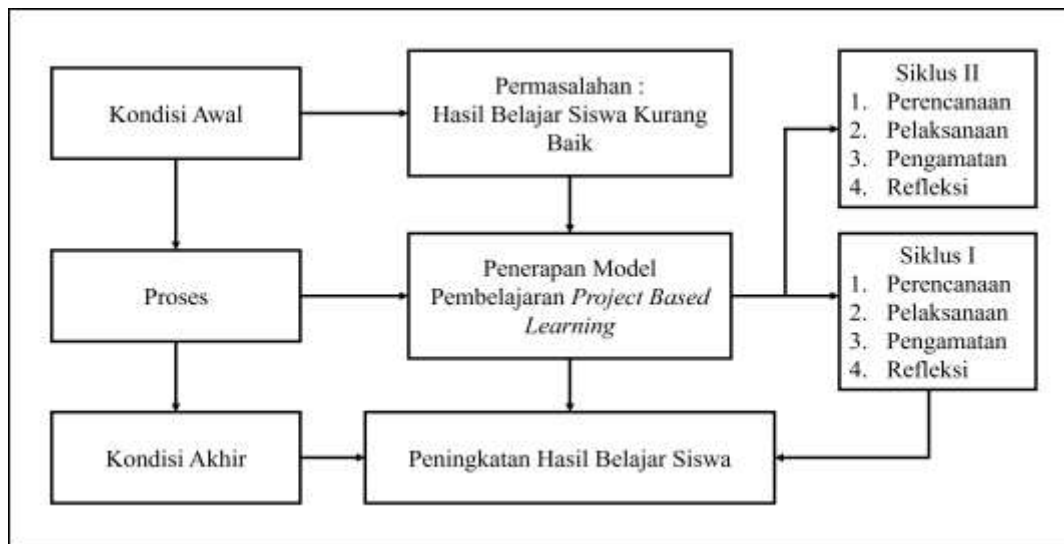 Kondisi Awal
Permasalahan :
Hasil Belajar Siswa Kurang
Baik
Siklus II
1. Perencanaan
2. Pelaksanaan
3. Pengamatan
4. Refleksi
Proses
Penerapan Model
Pembelajaran Project Based
Learning
Siklus I
1. Perencanaan
2. Pelaksanaan
3. Pengamatan
4. Refleksi
Kondisi Akhir
Peningkatan Hasil Belajar Siswa